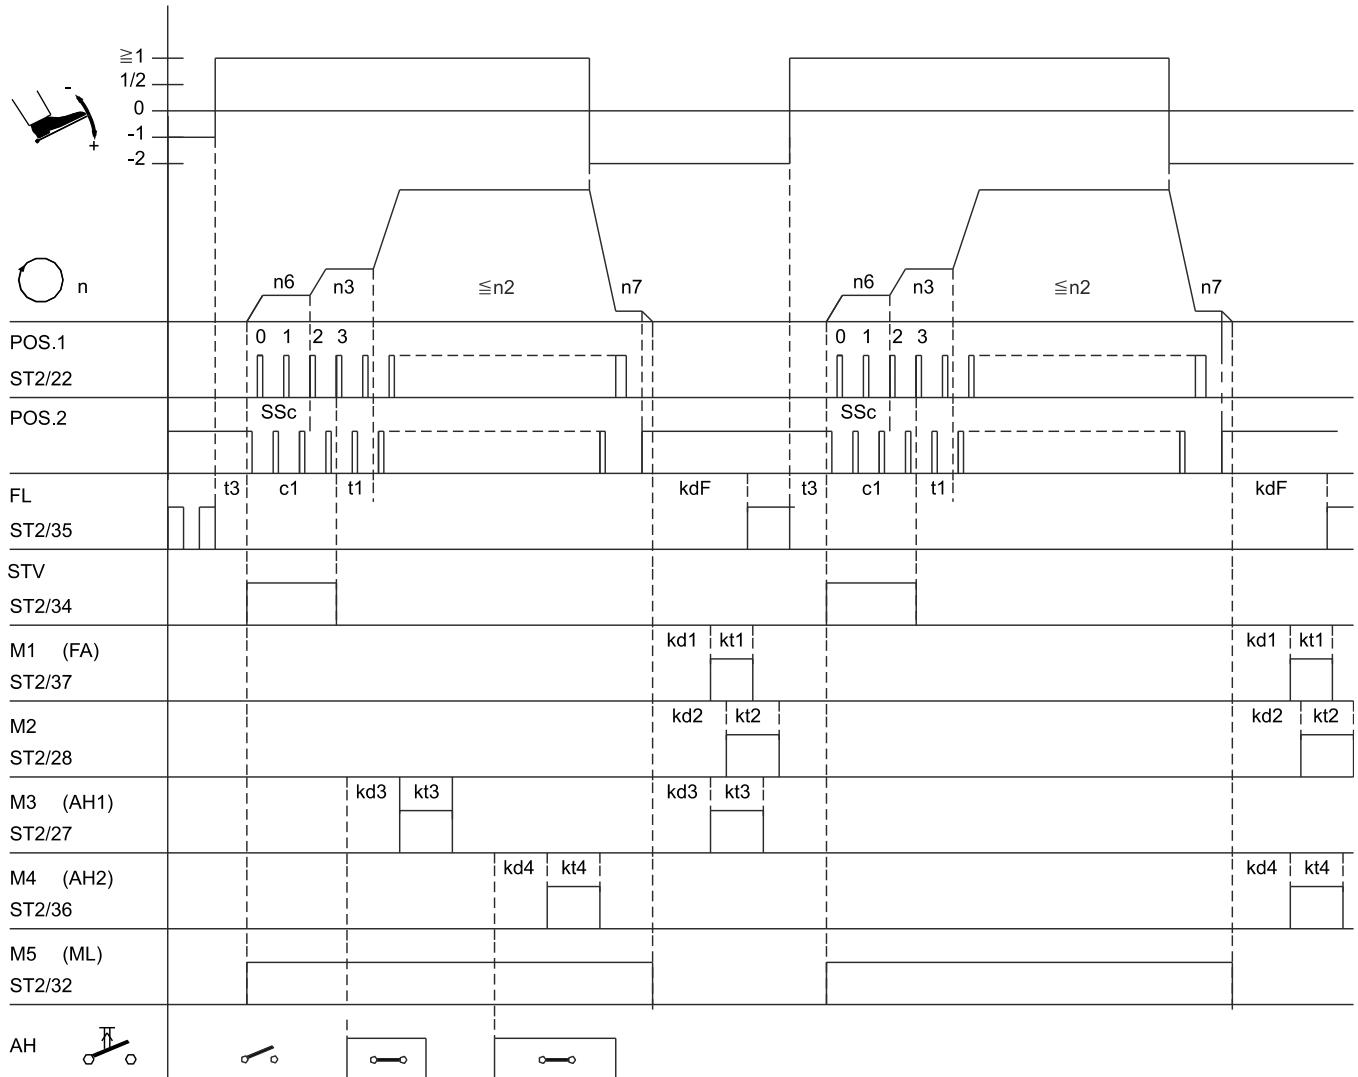 ≧1
1/2
0
-1
-2
-
+
n
n6
n3
≦n2
n7
n6
n3
≦n2
n7
POS.1
0 1 2 3
0 1 2 3
ST2/22
POS.2
SSc
SSc
FL
t3 c1 t1 kdF t3 c1 t1 kdF
ST2/35
STV
ST2/34
M1 (FA)
kd1 kt1 kd1 kt1
ST2/37
M2
kd2 kt2 kd2 kt2
ST2/28
M3 (AH1)
kd3 kt3 kd3 kt3
ST2/27
M4 (AH2)
kd4 kt4 kd4 kt4
ST2/36
M5 (ML)
ST2/32
AH